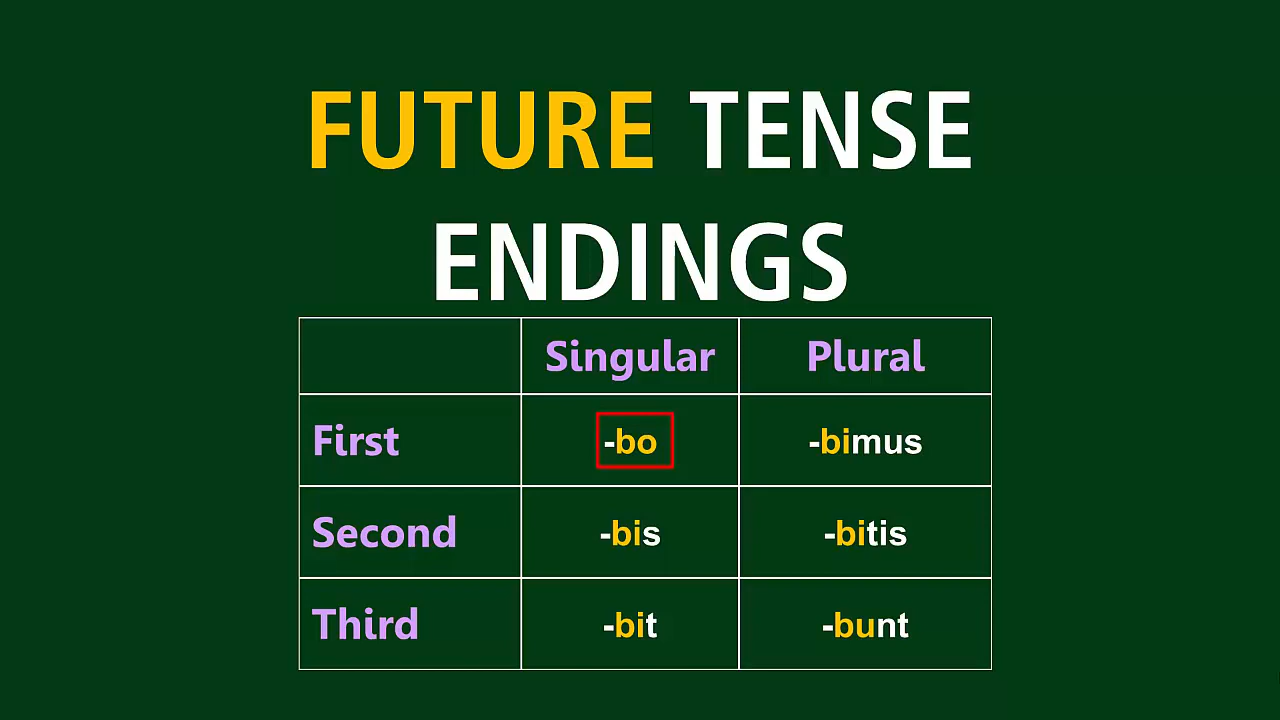 FUTURE TENSE
ENDINGS
Singular Plural
First -bo -bimus
Second -bis -bitis
Third -bit -bunt